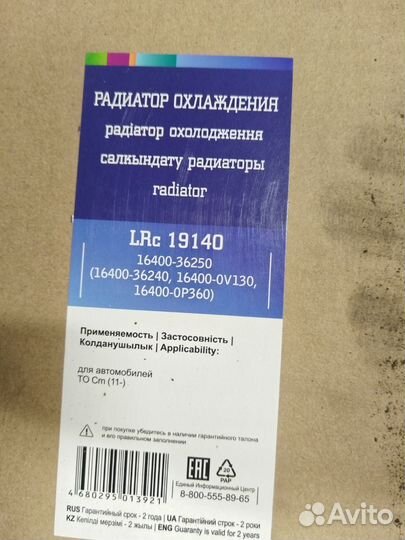 РАДИАТОР ОХЛАЖДЕНИЯ
радіатор охолодження
салкындату радиаторы
radiator
LRc 19140
16400-36250
(16400-36240, 16400-0V130,
16400-0P360)
Применяемость | Застосовність |
Колданушылык | Applicability:
для автомобилей
TO Cm (11-)
при покупке убедитесь в наличии гарантийного талона
и его правильном заполнении
4 680295 013921
EAC
20
PAP
Единый Информационный Центр
8-800-555-89-65
RUS Гарантийный срок - 2 года | UA Гарантійний строк - 2 роки
KZ Кепілді мерзімі - 2 жылы | ENG Guaranty is valid for 2 years
Avito